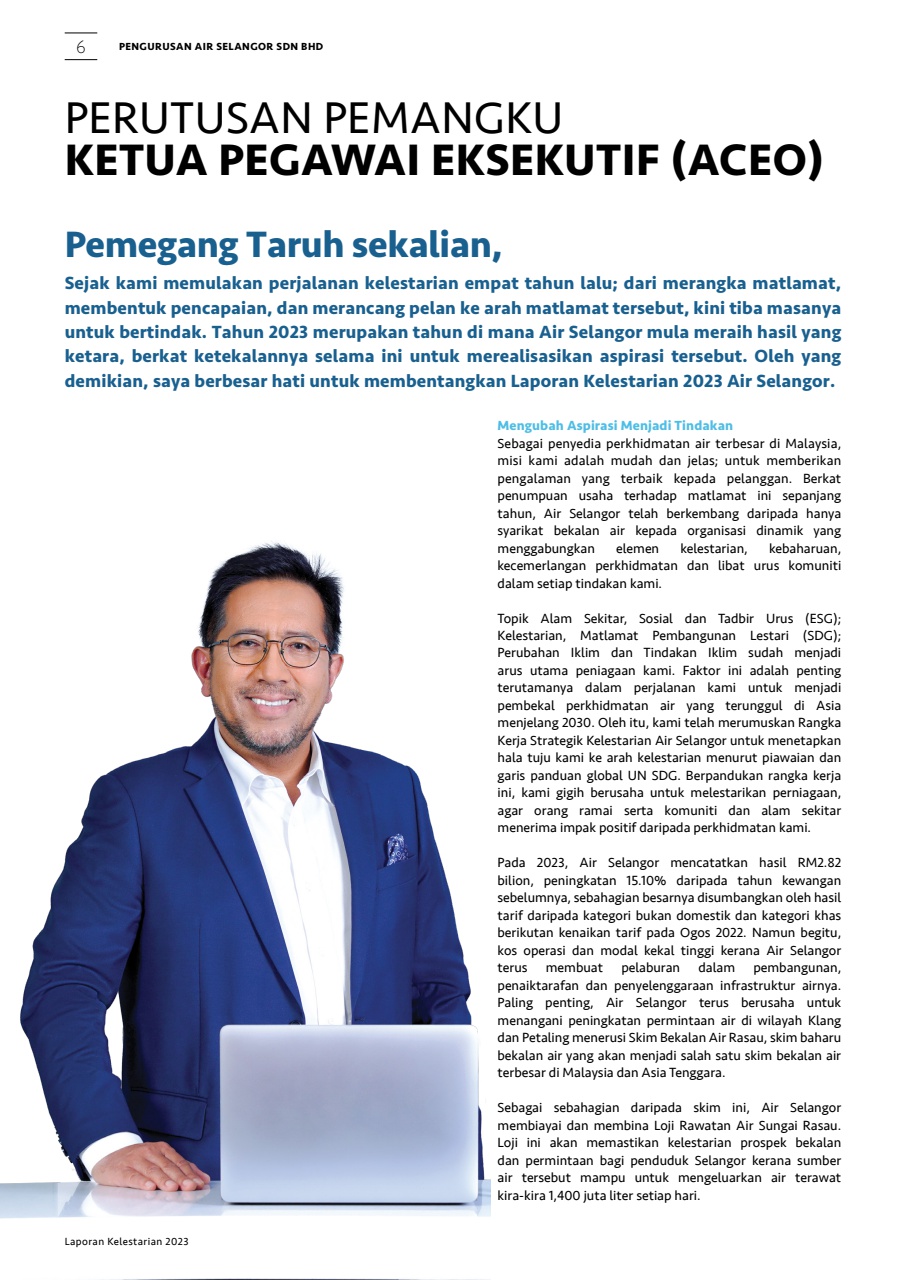 6
PENGURUSAN AIR SELANGOR SDN BHD
PERUTUSAN PEMANGKU
KETUA PEGAWAI EKSEKUTIF (ACEO)
Pemegang Taruh sekalian,
Sejak kami memulakan perjalanan kelestarian empat tahun lalu; dari merangka matlamat,
membentuk pencapaian, dan merancang pelan ke arah matlamat tersebut, kini tiba masanya
untuk bertindak. Tahun 2023 merupakan tahun di mana Air Selangor mula meraih hasil yang
ketara, berkat ketekalannya selama ini untuk merealisasikan aspirasi tersebut. Oleh yang
demikian, saya berbesar hati untuk membentangkan Laporan Kelestarian 2023 Air Selangor.
Mengubah Aspirasi Menjadi Tindakan
Sebagai penyedia perkhidmatan air terbesar di Malaysia,
misi kami adalah mudah dan jelas; untuk memberikan
pengalaman yang terbaik kepada pelanggan. Berkat
penumpuan usaha terhadap matlamat ini sepanjang
tahun, Air Selangor telah berkembang daripada hanya
syarikat bekalan air kepada organisasi dinamik yang
menggabungkan elemen kelestarian, kebaharuan,
kecemerlangan perkhidmatan dan libat urus komuniti
dalam setiap tindakan kami.
Topik Alam Sekitar, Sosial dan Tadbir Urus (ESG);
Kelestarian, Matlamat Pembangunan Lestari (SDG);
Perubahan Iklim dan Tindakan Iklim sudah menjadi
arus utama peniagaan kami. Faktor ini adalah penting
terutamanya dalam perjalanan kami untuk menjadi
pembekal perkhidmatan air yang terunggul di Asia
menjelang 2030. Oleh itu, kami telah merumuskan Rangka
Kerja Strategik Kelestarian Air Selangor untuk menetapkan
hala tuju kami ke arah kelestarian menurut piawaian dan
garis panduan global UN SDG. Berpandukan rangka kerja
ini, kami gigih berusaha untuk melestarikan perniagaan,
agar orang ramai serta komuniti dan alam sekitar
menerima impak positif daripada perkhidmatan kami.
Pada 2023, Air Selangor mencatatkan hasil RM2.82
bilion, peningkatan 15.10% daripada tahun kewangan
sebelumnya, sebahagian besarnya disumbangkan oleh hasil
tarif daripada kategori bukan domestik dan kategori khas
berikutan kenaikan tarif pada Ogos 2022. Namun begitu,
kos operasi dan modal kekal tinggi kerana Air Selangor
terus membuat pelaburan dalam pembangunan,
penaiktarafan dan penyelenggaraan infrastruktur airnya.
Paling penting, Air Selangor terus berusaha untuk
menangani peningkatan permintaan air di wilayah Klang
dan Petaling menerusi Skim Bekalan Air Rasau, skim baharu
bekalan air yang akan menjadi salah satu skim bekalan air
terbesar di Malaysia dan Asia Tenggara.
Sebagai sebahagian daripada skim ini, Air Selangor
membiayai dan membina Loji Rawatan Air Sungai Rasau.
Loji ini akan memastikan kelestarian prospek bekalan
dan permintaan bagi penduduk Selangor kerana sumber
air tersebut mampu untuk mengeluarkan air terawat
kira-kira 1,400 juta liter setiap hari.
Laporan Kelestarian 2023